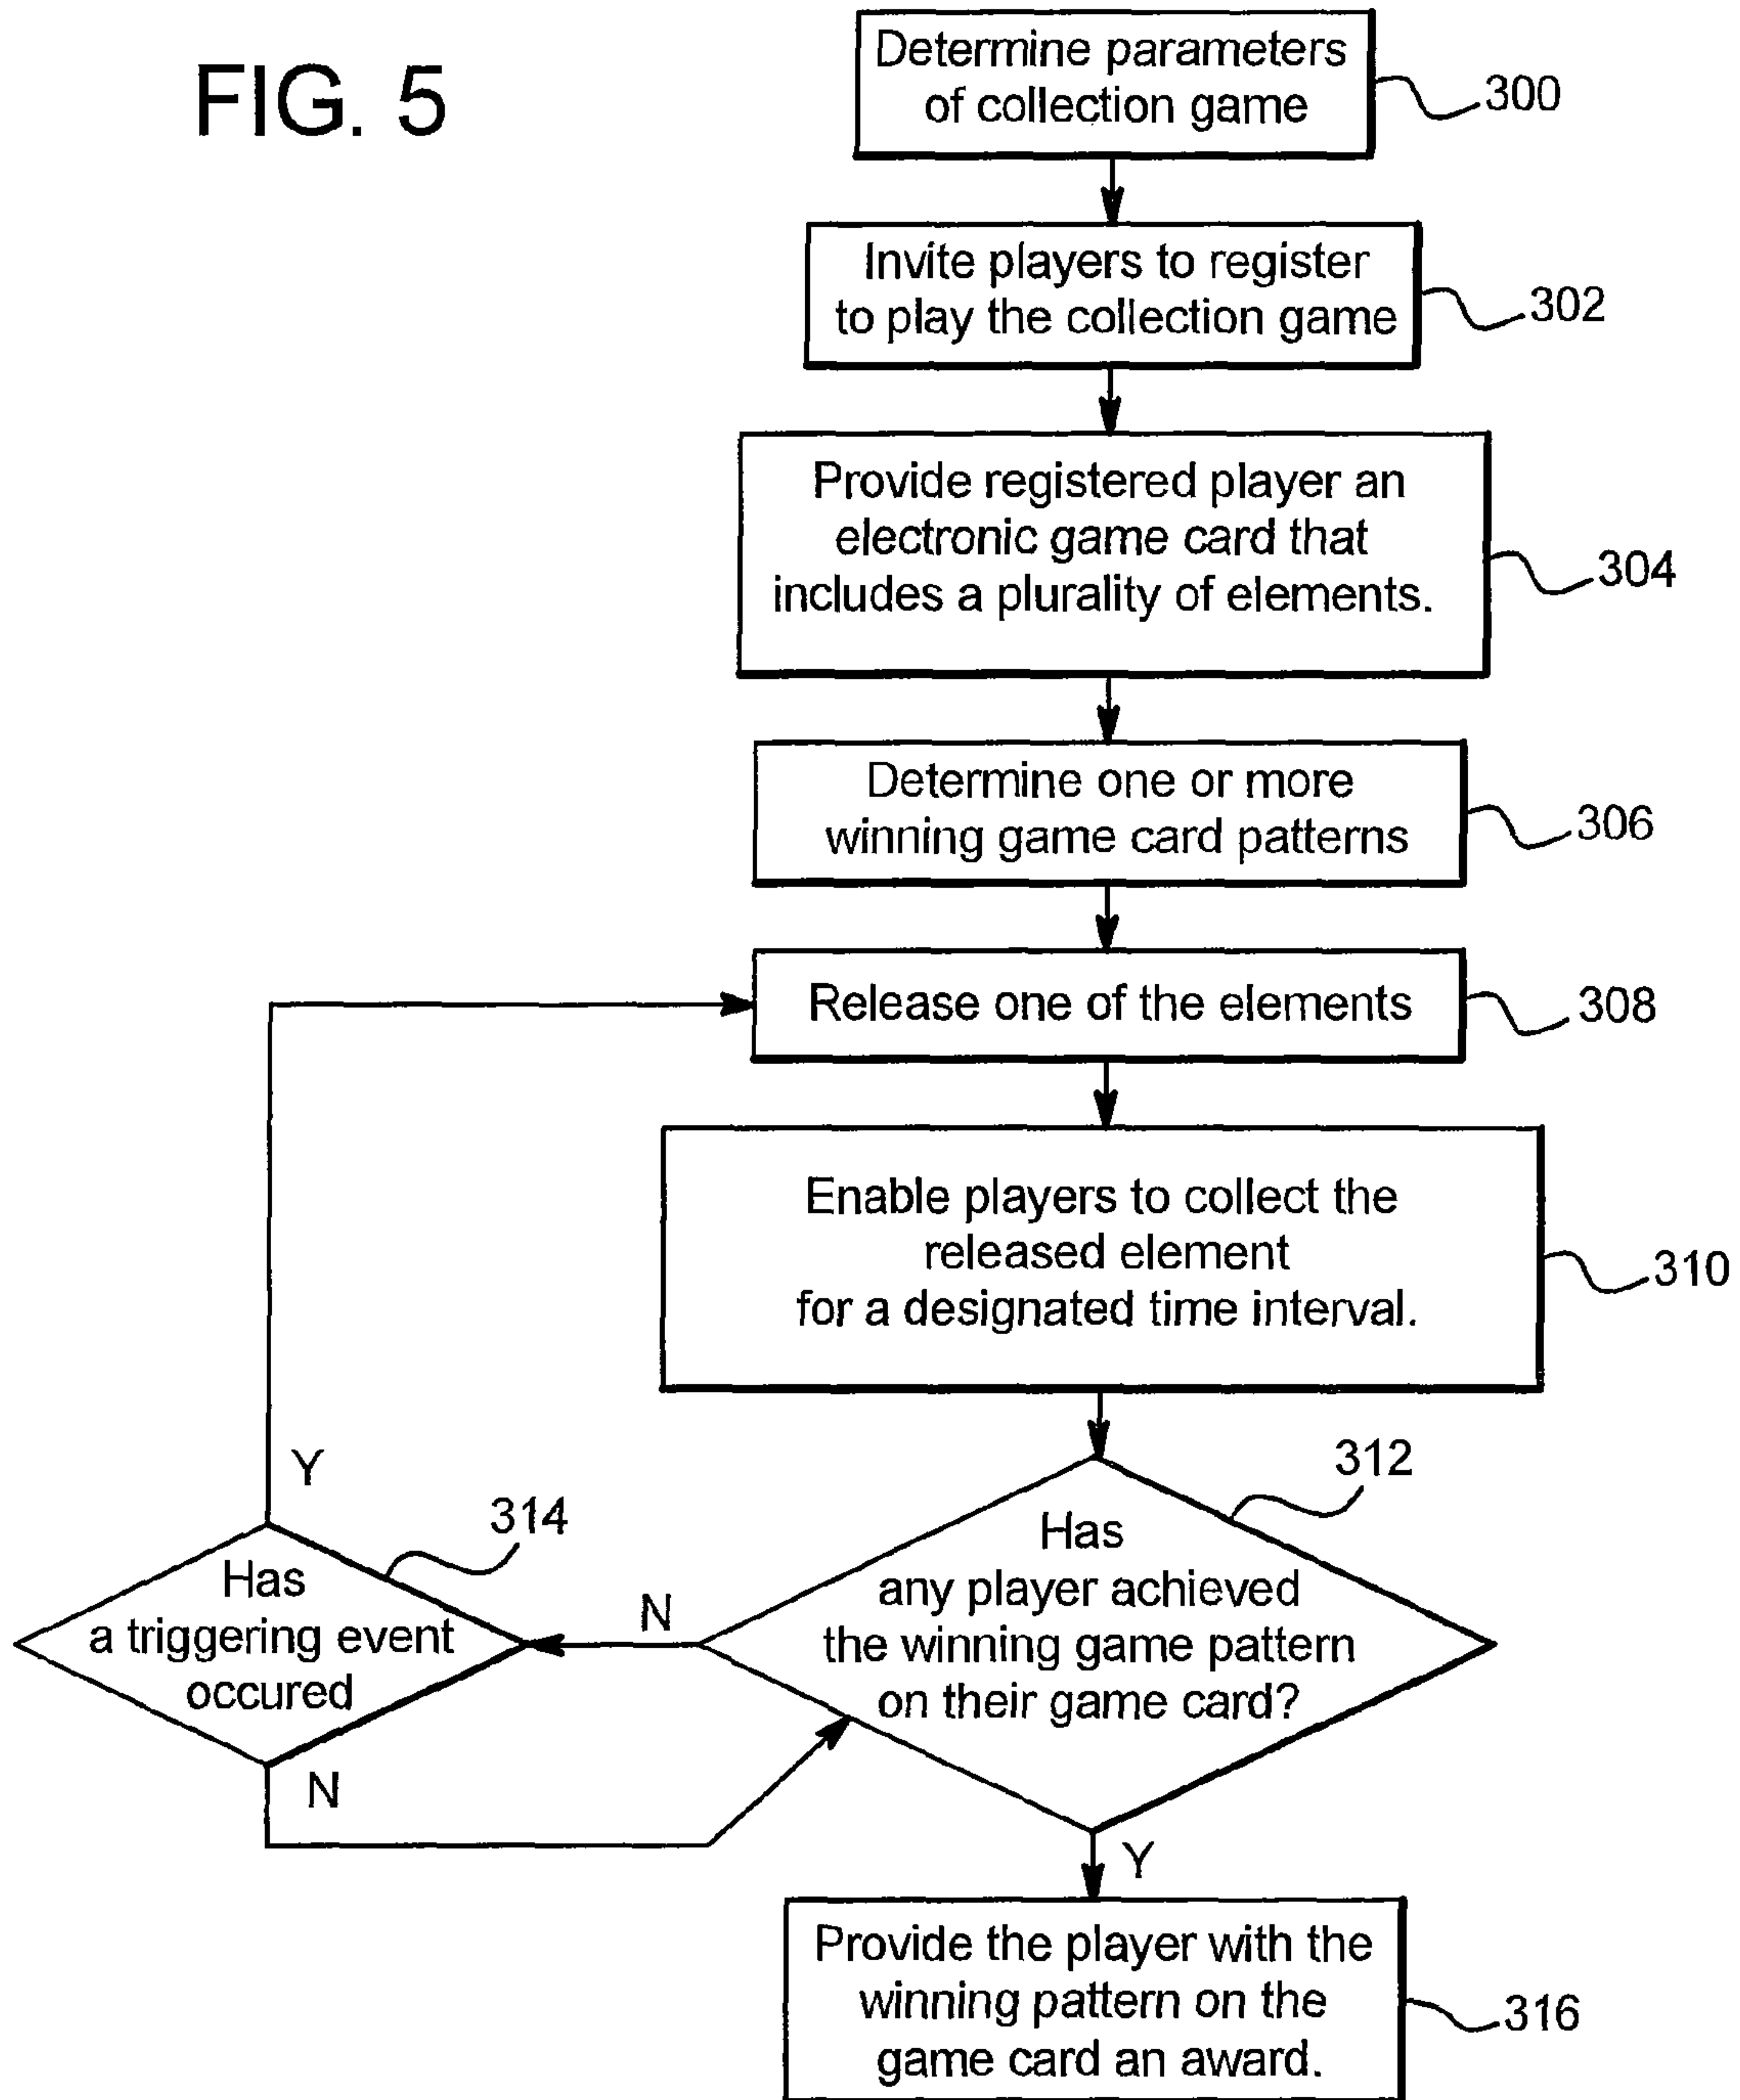 FIG. 5
Determine parameters
of collection game
300
Invite players to register
to play the collection game
302
Provide registered player an
electronic game card that
includes a plurality of elements.
304
Determine one or more
winning game card patterns
306
Release one of the elements
308
Enable players to collect the
released element
for a designated time interval.
310
312
Has
any player achieved
the winning game pattern
on their game card?
N
Y
314
Has
a triggering event
occured
Y
N
Provide the player with the
winning pattern on the
game card an award.
316